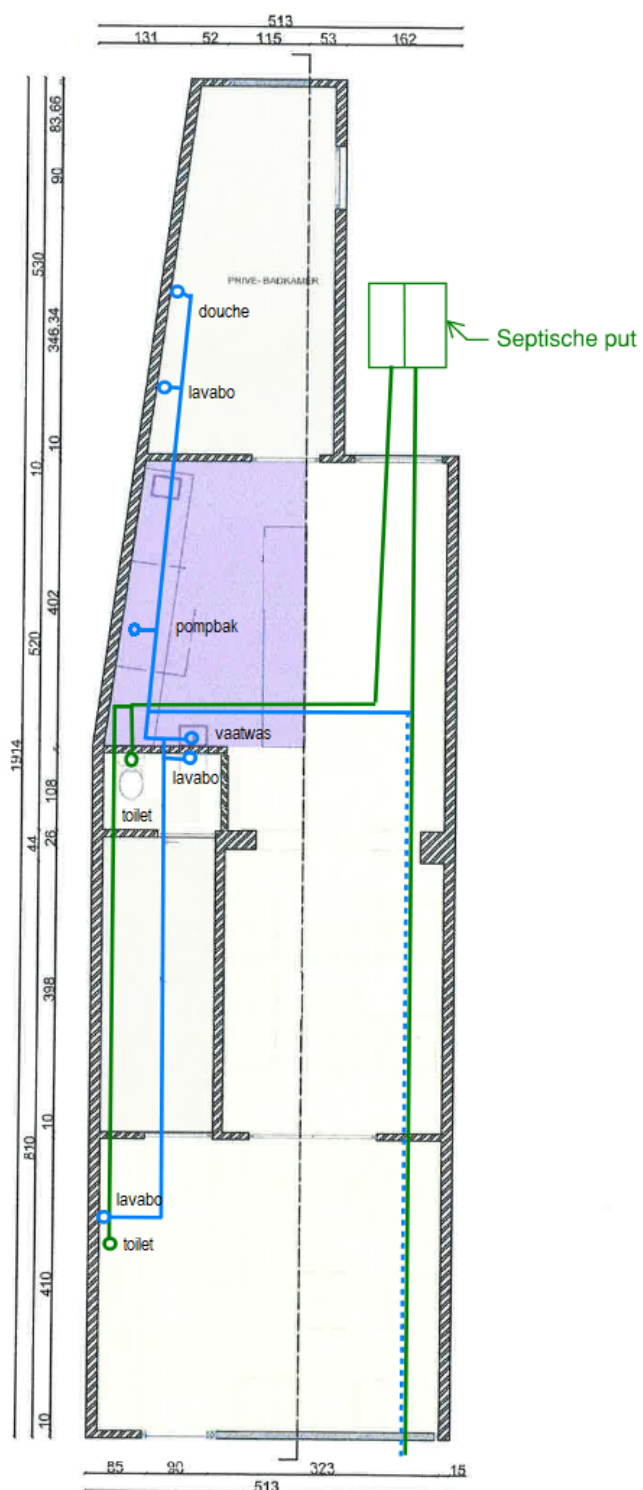 513
131 52 115 53 162
83,66
90
530
PRIVE-BADKAMER
346,34
douche
Septische put
lavabo
10
10
402
520
pompbak
1914
vaatwas
lavabo
108
toilet
26
44
398
10
810
lavabo
toilet
410
10
85 90 323 15
513